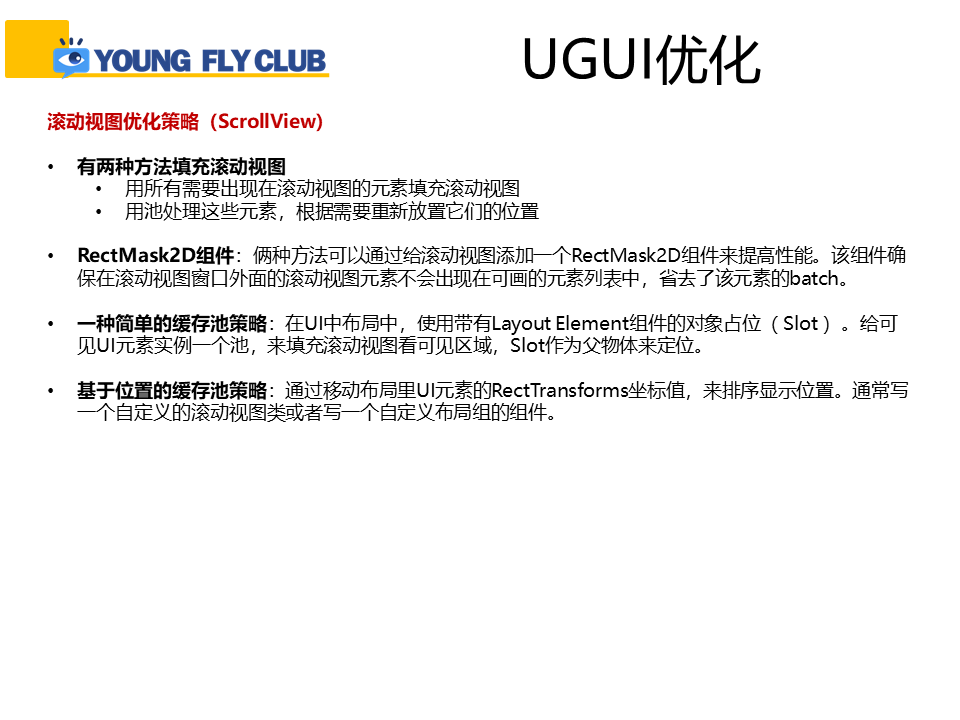 YOUNG FLY CLUB
UGUI优化
滚动视图优化策略（ScrollView）
• 有两种方法填充滚动视图
• 用所有需要出现在滚动视图的元素填充滚动视图
• 用池处理这些元素，根据需要重新放置它们的位置
• RectMask2D组件：俩种方法可以通过给滚动视图添加一个RectMask2D组件来提高性能。该组件确
保在滚动视图窗口外面的滚动视图元素不会出现在可画的元素列表中，省去了该元素的batch。
• 一种简单的缓存池策略：在UI中布局中，使用带有Layout Element组件的对象占位（Slot）。给可
见UI元素实例一个池，来填充滚动视图看可见区域，Slot作为父物体来定位。
• 基于位置的缓存池策略：通过移动布局里UI元素的RectTransforms坐标值，来排序显示位置。通常写
一个自定义的滚动视图类或者写一个自定义布局组的组件。